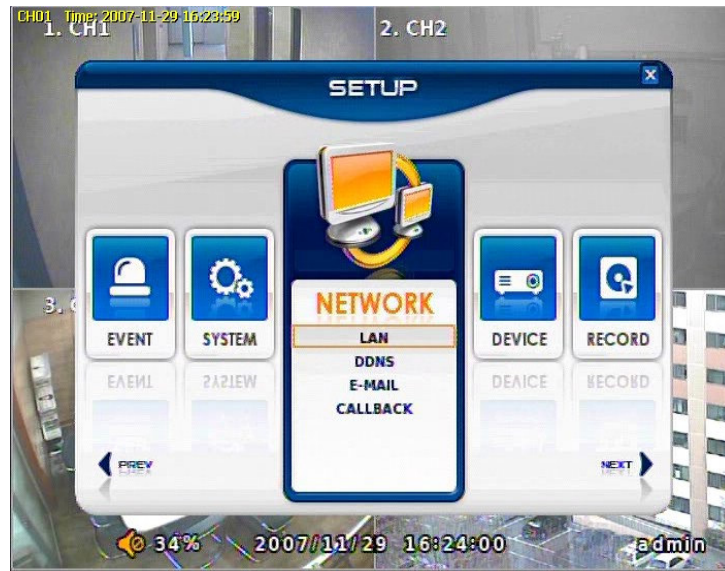 CH01 Time: 2007-11-29 16:23:59
1. CH1
2. CH2
SETUP
3.
NETWORK
LAN
DDNS
E-MAIL
CALLBACK
EVENT
SYSTEM
DEVICE
RECORD
EVENT
SYSTEM
DEVICE
RECORD
PREV
NEXT
34%
2007/11/29 16:24:00
admin